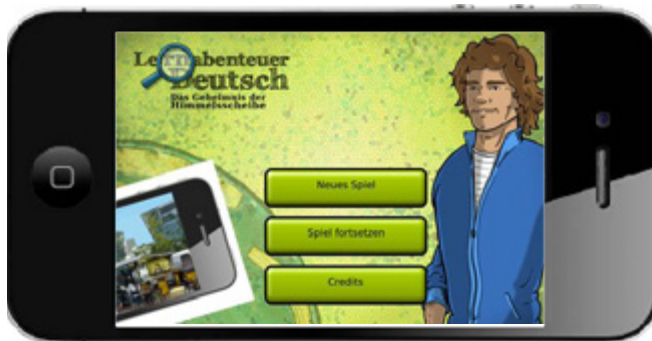 Lernabenteuer
Deutsch
Das Geheimnis der
Himmelsscheibe
Neues Spiel
Spiel fortsetzen
Credits